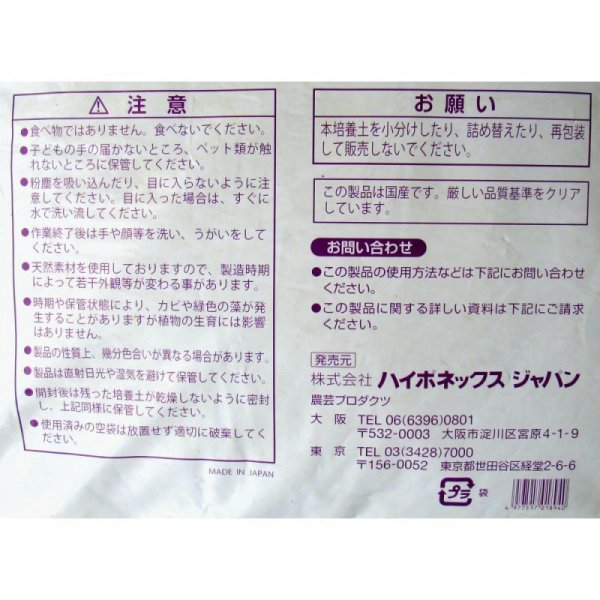 ⚠ 注意
●食べ物ではありません。食べないでください。
●子どもの手の届かないところ、ペット類が触
れないところに保管してください。
●粉塵を吸い込んだり、目に入らないように注
意してください。目に入った場合は、すぐに
水で洗い流してください。
●作業終了後は手や顔等を洗い、うがいをして
ください。
●天然素材を使用しておりますので、製造時期
によって若干外観等が変わる事があります。
●時期や保管状態により、カビや緑色の藻が発
生することがありますが植物の生育には影響
はありません。
●製品の性質上、幾分色合いが異なる場合があります。
●製品は直射日光や湿気を避けて保管してください。
●開封後は残った培養土が乾燥しないように密封
し、上記同様に保管してください。
●使用済みの空袋は放置せず適切に破棄してく
ださい。
MADE IN JAPAN
お願い
本培養土を小分けしたり、詰め替えたり、再包装
して販売しないでください。
この製品は国産です。厳しい品質基準をクリア
しています。
お問い合わせ
●この製品の使用方法などは下記にお問い合わせ
ください。
●この製品に関する詳しい資料は下記にご請求
ください。
発売元
株式会社 ハイポネックス ジャパン
農芸プロダクツ
大 阪 TEL 06(6396)0801
〒532-0003 大阪市淀川区宮原4-1-9
東 京 TEL 03(3428)7000
〒156-0052 東京都世田谷区経堂2-6-6
プラ 袋
4 977517 018940